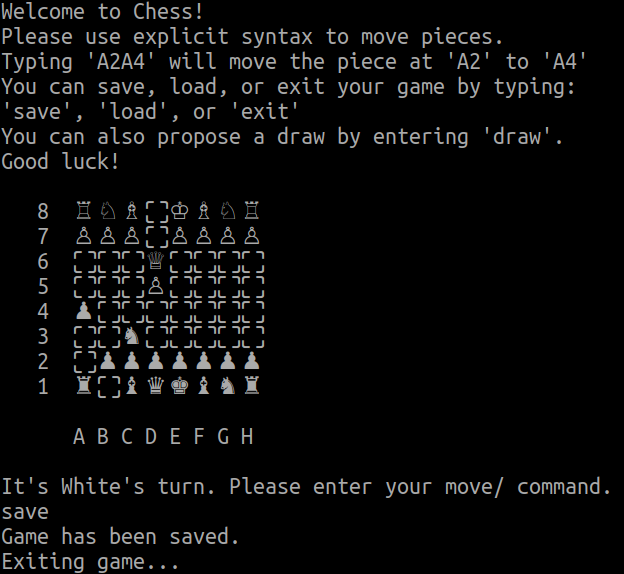 Welcome to Chess!
Please use explicit syntax to move pieces.
Typing 'A2A4' will move the piece at 'A2' to 'A4'
You can save, load, or exit your game by typing:
'save', 'load', or 'exit'
You can also propose a draw by entering 'draw'.
Good luck!
8 ♖♘♗⛶♔♗♘♖
7 ♙♙♙⛶♙♙♙♙
6 ⛶⛶⛶♕⛶⛶⛶⛶
5 ⛶⛶⛶♙⛶⛶⛶⛶
4 ♟⛶⛶⛶⛶⛶⛶⛶
3 ⛶⛶♞⛶⛶⛶⛶⛶
2 ⛶♟♟♟♟♟♟♟
1 ♜⛶♝♛♚♝♞♜
A B C D E F G H
It's White's turn. Please enter your move/ command.
save
Game has been saved.
Exiting game...